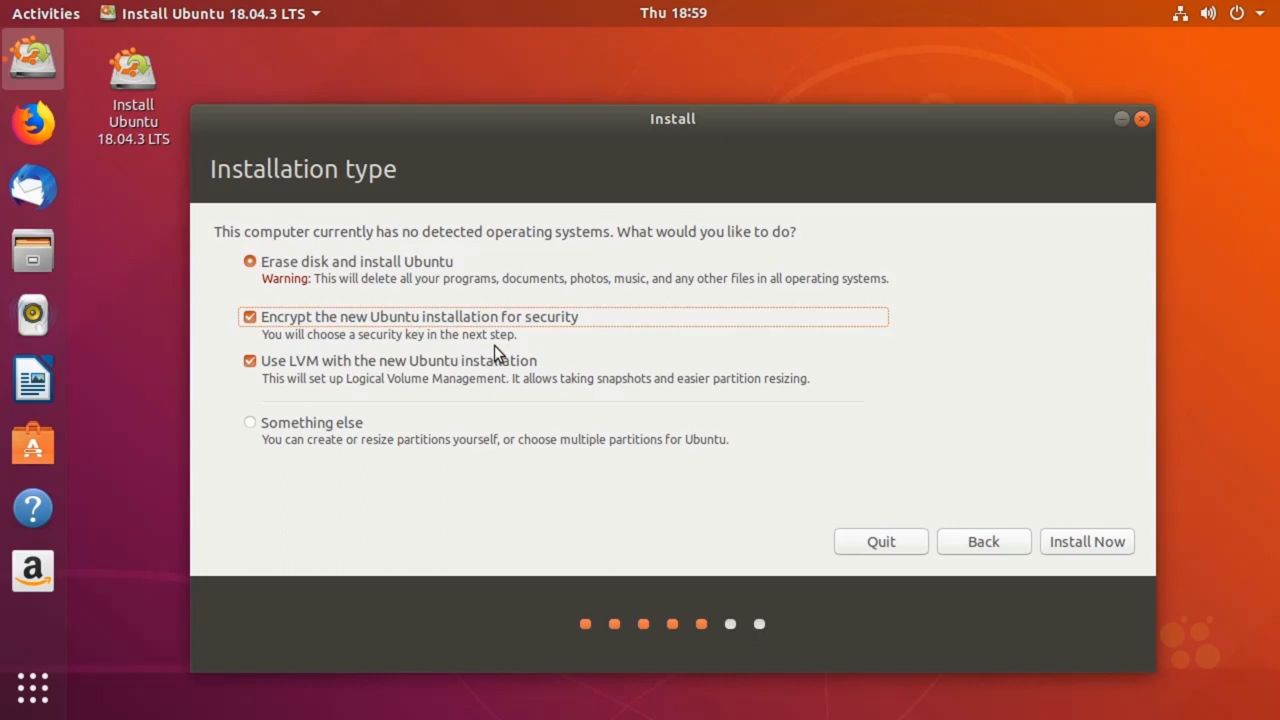 Activities
Install Ubuntu 18.04.3 LTS
Thu 18:59
Install
Ubuntu
18.04.3 LTS
Install
Installation type
This computer currently has no detected operating systems. What would you like to do?
Erase disk and install Ubuntu
Warning: This will delete all your programs, documents, photos, music, and any other files in all operating systems.
Encrypt the new Ubuntu installation for security
You will choose a security key in the next step.
Use LVM with the new Ubuntu installation
This will set up Logical Volume Management. It allows taking snapshots and easier partition resizing.
Something else
You can create or resize partitions yourself, or choose multiple partitions for Ubuntu.
Quit
Back
Install Now